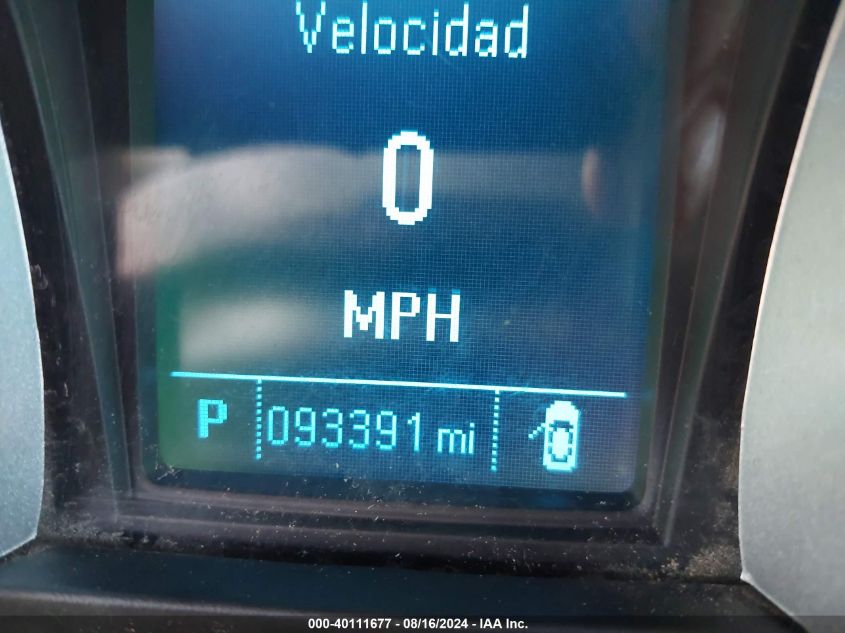 Velocidad
0
MPH
P 093391 mi
000-40111677 - 08/16/2024 - IAA Inc.